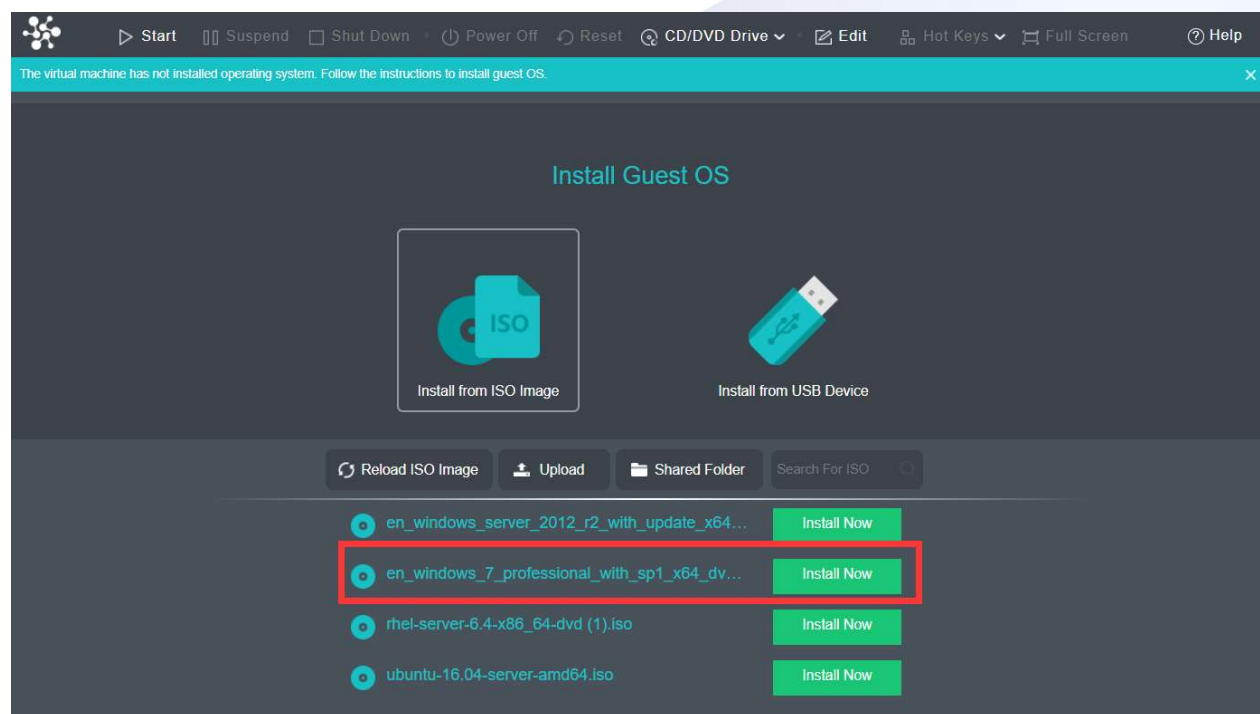 Start Suspend Shut Down Power Off Reset CD/DVD Drive Edit Hot Keys Full Screen Help
The virtual machine has not installed operating system. Follow the instructions to install guest OS.
Install Guest OS
ISO
Install from ISO Image Install from USB Device
Reload ISO Image Upload Shared Folder Search For ISO
en_windows_server_2012_r2_with_update_x64... Install Now
en_windows_7_professional_with_sp1_x64_dv... Install Now
rhel-server-6.4-x86_64-dvd (1).iso Install Now
ubuntu-16.04-server-amd64.iso Install Now